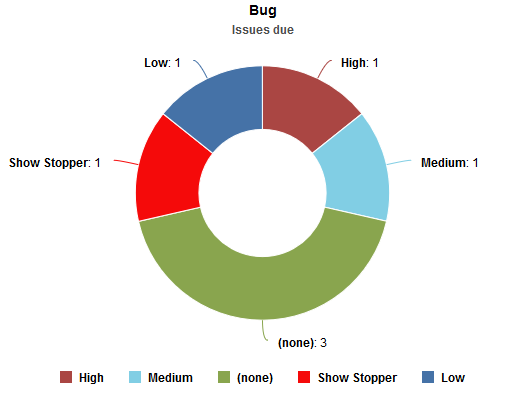 Bug
Issues due
Low: 1
High: 1
Show Stopper: 1
Medium: 1
(none): 3
High
Medium
(none)
Show Stopper
Low